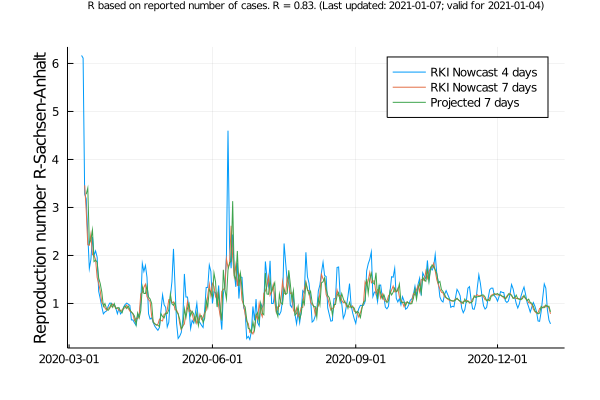 R based on reported number of cases. R = 0.83. (Last updated: 2021-01-07; valid for 2021-01-04)
Reproduction number R-Sachsen-Anhalt
6
5
4
3
2
1
RKI Nowcast 4 days
RKI Nowcast 7 days
Projected 7 days
2020-03-01
2020-06-01
2020-09-01
2020-12-01